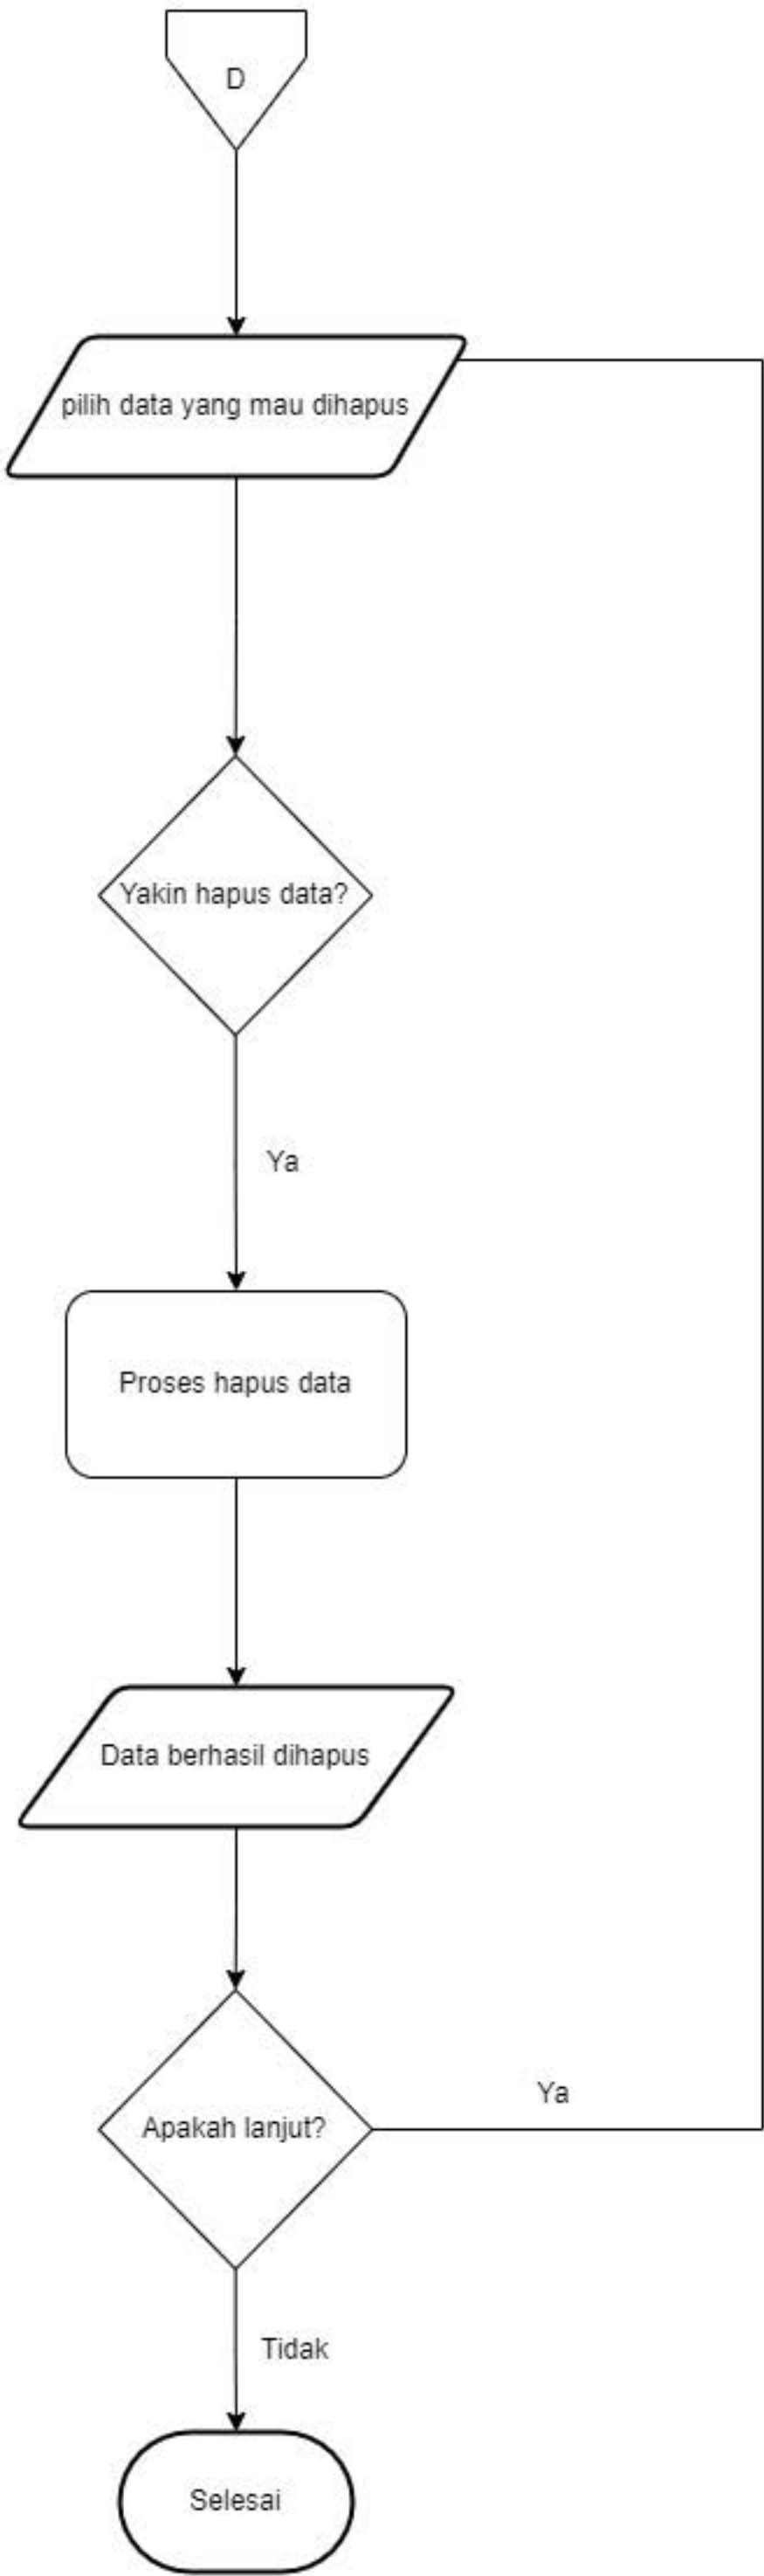 D
pilih data yang mau dihapus
Yakin hapus data?
Ya
Proses hapus data
Data berhasil dihapus
Ya
Apakah lanjut?
Tidak
Selesai